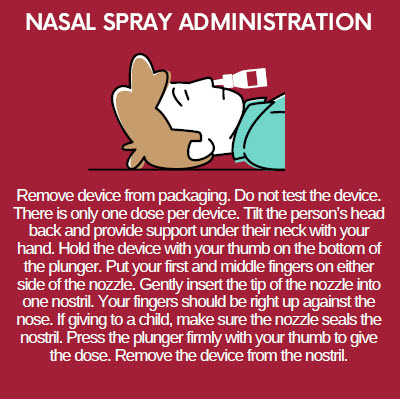 NASAL SPRAY ADMINISTRATION
Remove device from packaging. Do not test the device.
There is only one dose per device. Tilt the person's head
back and provide support under their neck with your
hand. Hold the device with your thumb on the bottom of
the plunger. Put your first and middle fingers on either
side of the nozzle. Gently insert the tip of the nozzle into
one nostril. Your fingers should be right up against the
nose. If giving to a child, make sure the nozzle seals the
nostril. Press the plunger firmly with your thumb to give
the dose. Remove the device from the nostril.